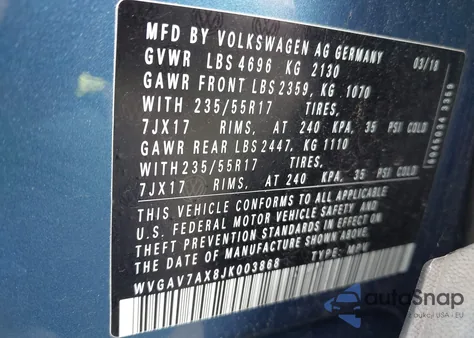 MFD BY VOLKSWAGEN AG GERMANY 03/18
GVWR LBS 4696 KG 2130
GAWR FRONT LBS 2359, KG 1070
WITH 235/55R17 TIRES,
7JX17 RIMS, AT 240 KPA, 35 PSI COLD
GAWR REAR LBS 2447, KG 1110
WITH 235/55R17 TIRES,
7JX17 RIMS, AT 240 KPA, 35 PSI COLD
THIS VEHICLE CONFORMS TO ALL APPLICABLE
U.S. FEDERAL MOTOR VEHICLE SAFETY AND
THEFT PREVENTION STANDARDS IN EFFECT ON
THE DATE OF MANUFACTURE SHOWN ABOVE.
WVGAV7AX8JK003868 TYPE: MPV
autoSnap
USA - EU